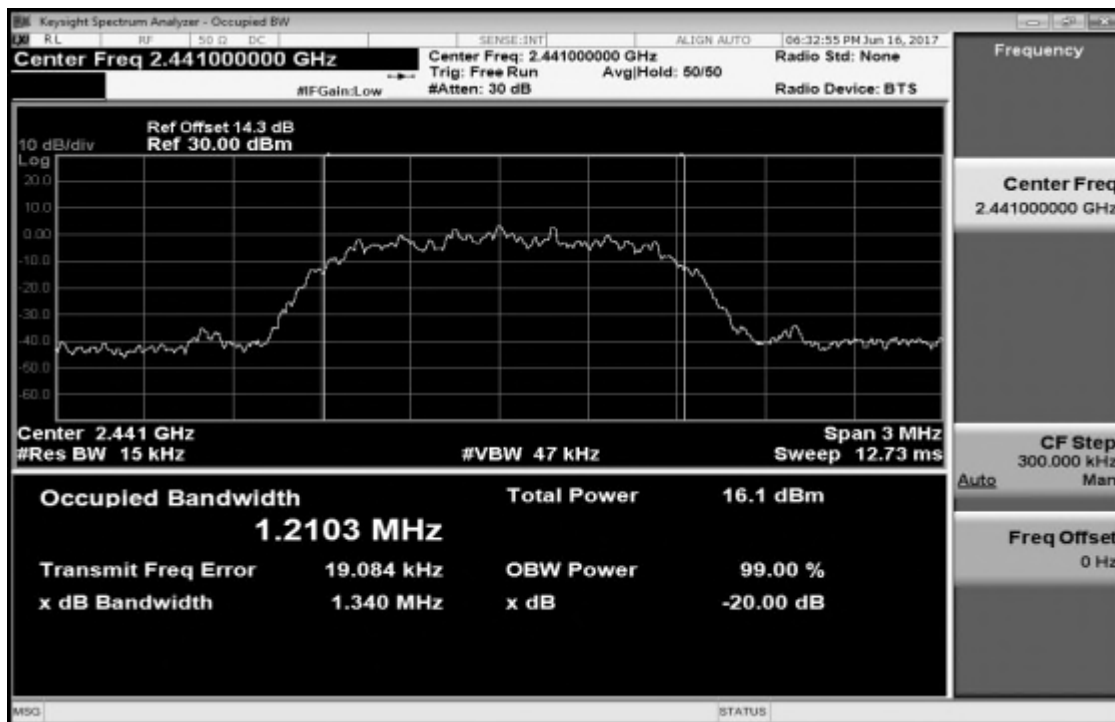 Keysight Spectrum Analyzer - Occupied BW
RL RF 50 Ω DC SENSE:INT ALIGN AUTO 06:32:55 PM Jun 16, 2017
Center Freq 2.441000000 GHz
Center Freq: 2.441000000 GHz Radio Std: None
Trig: Free Run Avg|Hold: 50/50
#IFGain:Low #Atten: 30 dB Radio Device: BTS
Frequency
Ref Offset 14.3 dB
10 dB/div Ref 30.00 dBm
Log
20.0
10.0
0.00
-10.0
-20.0
-30.0
-40.0
-50.0
-60.0
Center 2.441 GHz Span 3 MHz
#Res BW 15 kHz #VBW 47 kHz Sweep 12.73 ms
Occupied Bandwidth Total Power 16.1 dBm
1.2103 MHz
Transmit Freq Error 19.084 kHz OBW Power 99.00 %
x dB Bandwidth 1.340 MHz x dB -20.00 dB
Center Freq
2.441000000 GHz
CF Step
300.000 kHz
Auto Man
Freq Offset
0 Hz
MSG STATUS